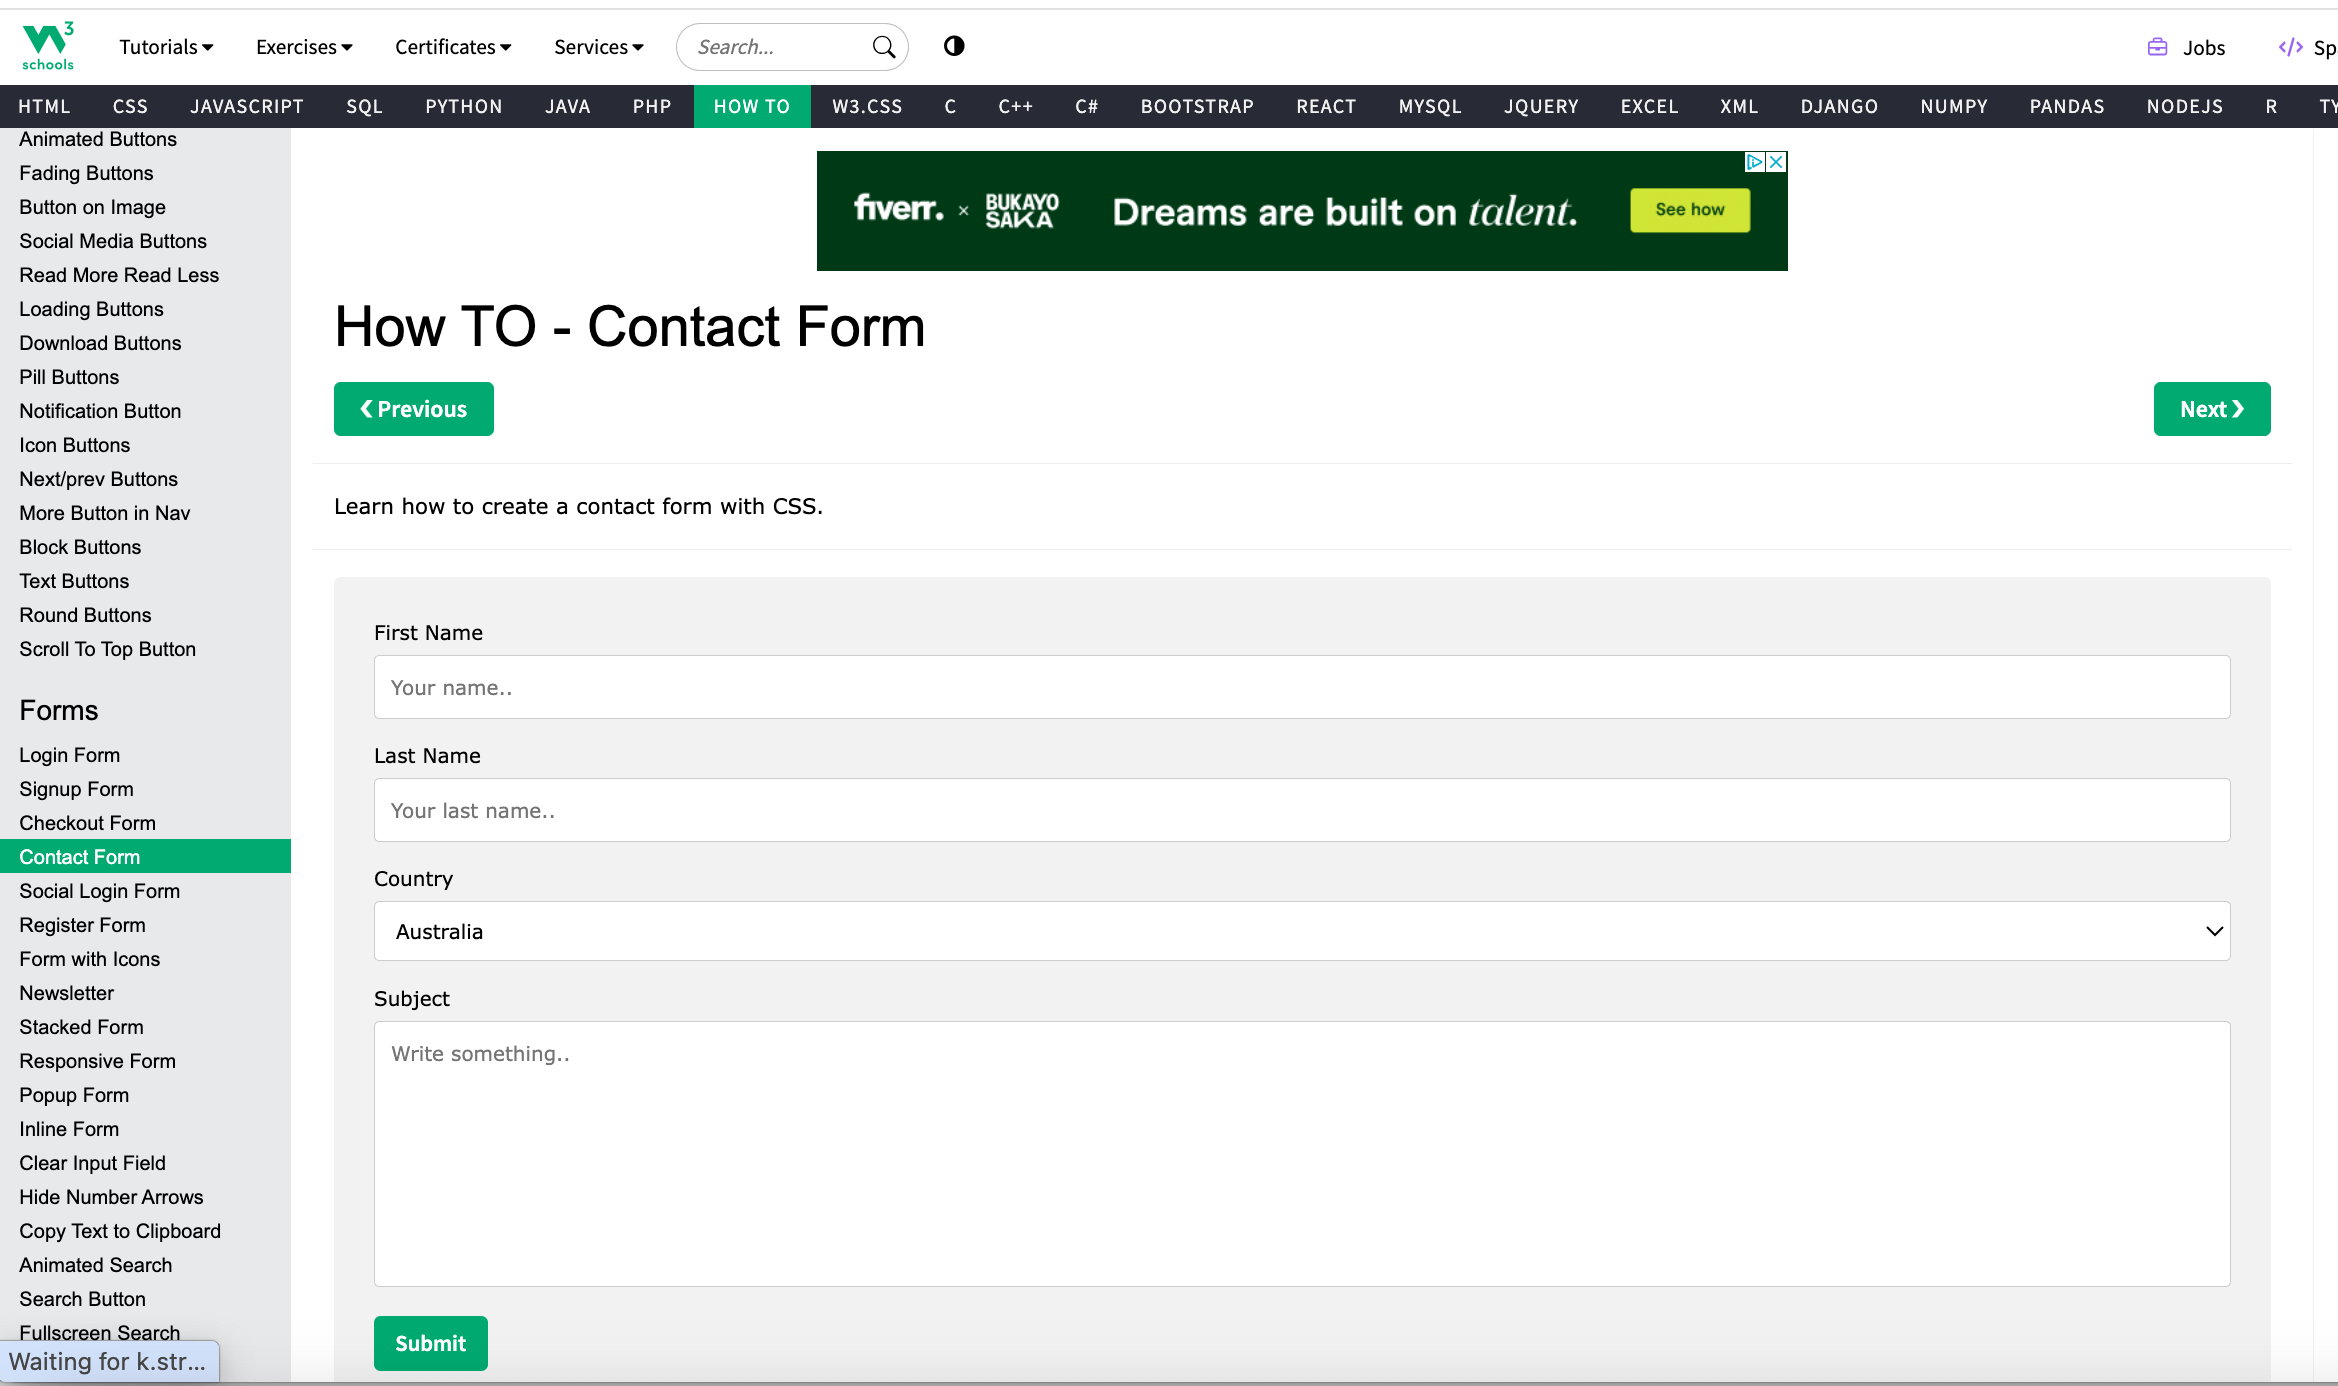 W3 schools
Tutorials Exercises Certificates Services Search... Jobs Sp
HTML CSS JAVASCRIPT SQL PYTHON JAVA PHP HOW TO W3.CSS C C++ C# BOOTSTRAP REACT MYSQL JQUERY EXCEL XML DJANGO NUMPY PANDAS NODEJS R TY
Animated Buttons
Fading Buttons
Button on Image
Social Media Buttons
Read More Read Less
Loading Buttons
Download Buttons
Pill Buttons
Notification Button
Icon Buttons
Next/prev Buttons
More Button in Nav
Block Buttons
Text Buttons
Round Buttons
Scroll To Top Button
Forms
Login Form
Signup Form
Checkout Form
Contact Form
Social Login Form
Register Form
Form with Icons
Newsletter
Stacked Form
Responsive Form
Popup Form
Inline Form
Clear Input Field
Hide Number Arrows
Copy Text to Clipboard
Animated Search
Search Button
Fullscreen Search
Waiting for k.str...
fiverr. × BUKAYO SAKA Dreams are built on talent. See how
How TO - Contact Form
❮ Previous
Next ❯
Learn how to create a contact form with CSS.
First Name
Your name..
Last Name
Your last name..
Country
Australia
Subject
Write something..
Submit